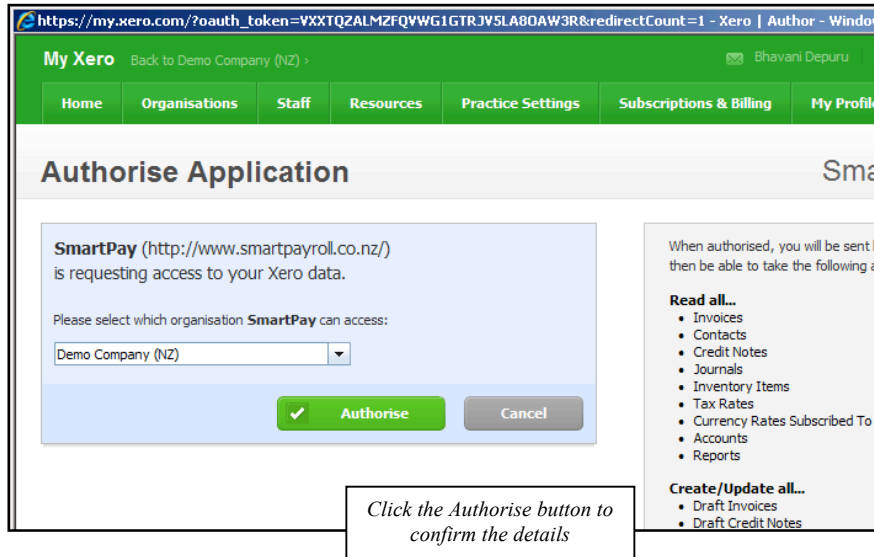 https://my.xero.com/?oauth_token=VXXTQZALMZFQVWG1GTRJV5LA8OAW3R&redirectCount=1 - Xero | Author - Window
My Xero Back to Demo Company (NZ) › Bhavani Depuru
Home Organisations Staff Resources Practice Settings Subscriptions & Billing My Profile
Authorise Application Sma
SmartPay (http://www.smartpayroll.co.nz/)
is requesting access to your Xero data.
Please select which organisation SmartPay can access:
Demo Company (NZ)
Authorise Cancel
When authorised, you will be sent
then be able to take the following a
Read all...
• Invoices
• Contacts
• Credit Notes
• Journals
• Inventory Items
• Tax Rates
• Currency Rates Subscribed To
• Accounts
• Reports
Create/Update all...
• Draft Invoices
• Draft Credit Notes
Click the Authorise button to
confirm the details